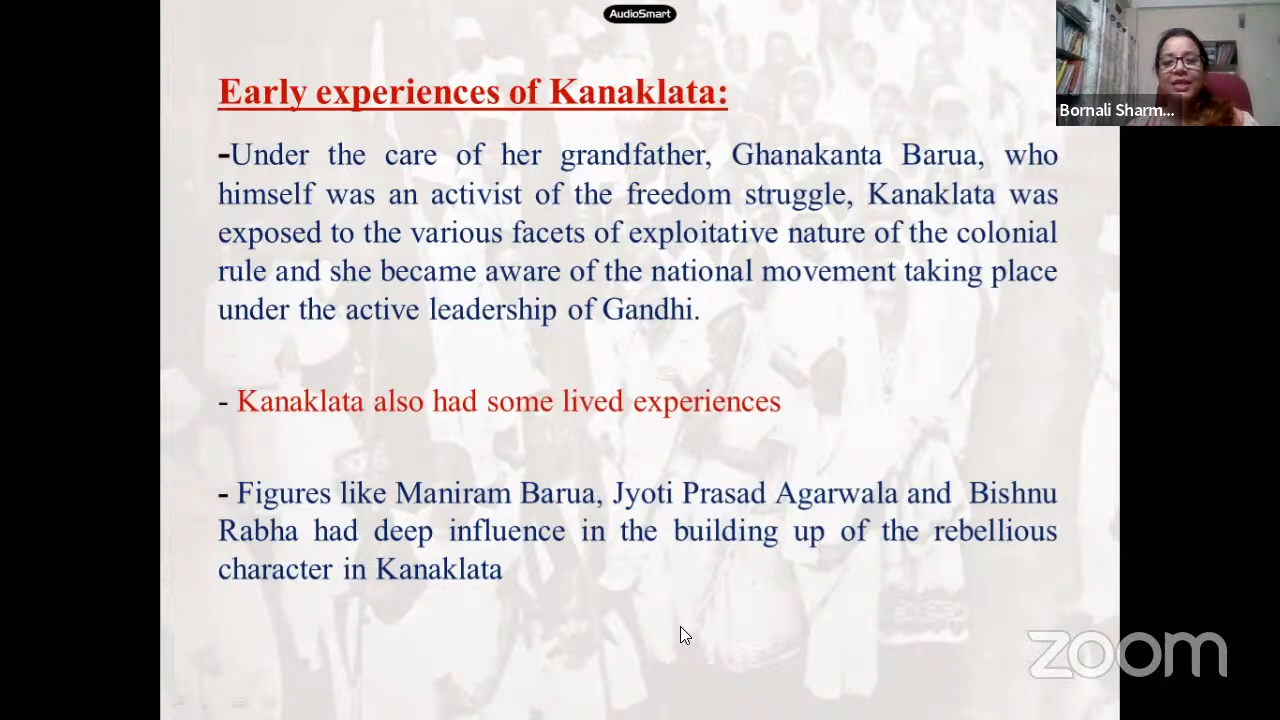 AudioSmart
Early experiences of Kanaklata:
Bornali Sharm...
-Under the care of her grandfather, Ghanakanta Barua, who
himself was an activist of the freedom struggle, Kanaklata was
exposed to the various facets of exploitative nature of the colonial
rule and she became aware of the national movement taking place
under the active leadership of Gandhi.
- Kanaklata also had some lived experiences
- Figures like Maniram Barua, Jyoti Prasad Agarwala and Bishnu
Rabha had deep influence in the building up of the rebellious
character in Kanaklata
zoom